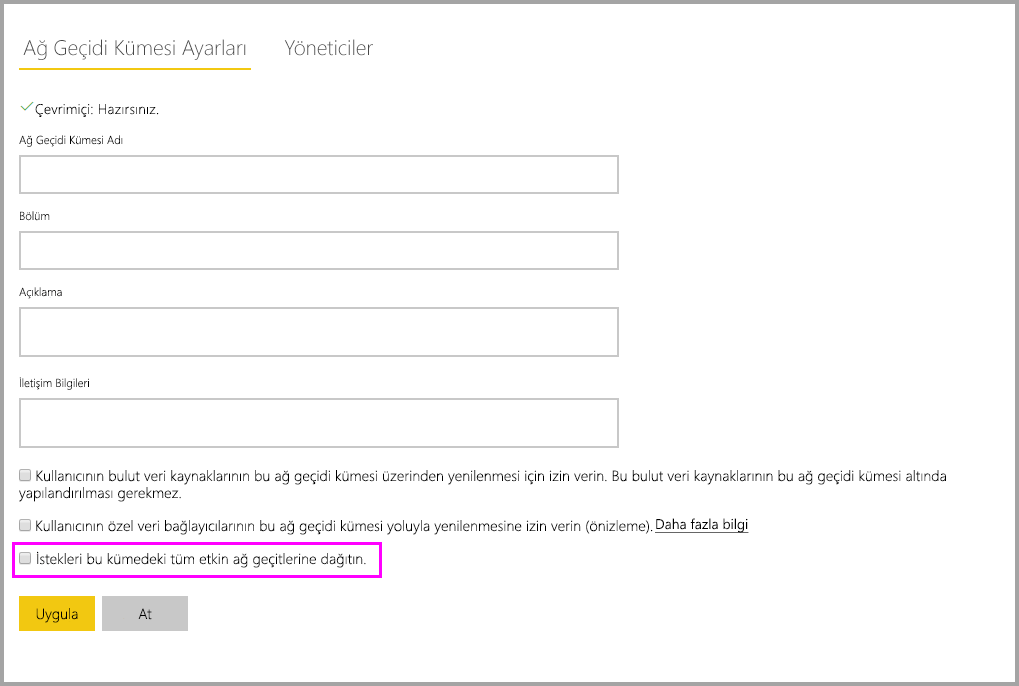 Ağ Geçidi Kümesi Ayarları Yöneticiler
Çevrimiçi: Hazırsınız.
Ağ Geçidi Kümesi Adı
Bölüm
Açıklama
İletişim Bilgileri
Kullanıcının bulut veri kaynaklarının bu ağ geçidi kümesi üzerinden yenilenmesi için izin verin. Bu bulut veri kaynaklarının bu ağ geçidi kümesi altında
yapılandırılması gerekmez.
Kullanıcının özel veri bağlayıcılarının bu ağ geçidi kümesi yoluyla yenilenmesine izin verin (önizleme). Daha fazla bilgi
İstekleri bu kümedeki tüm etkin ağ geçitlerine dağıtın.
Uygula At